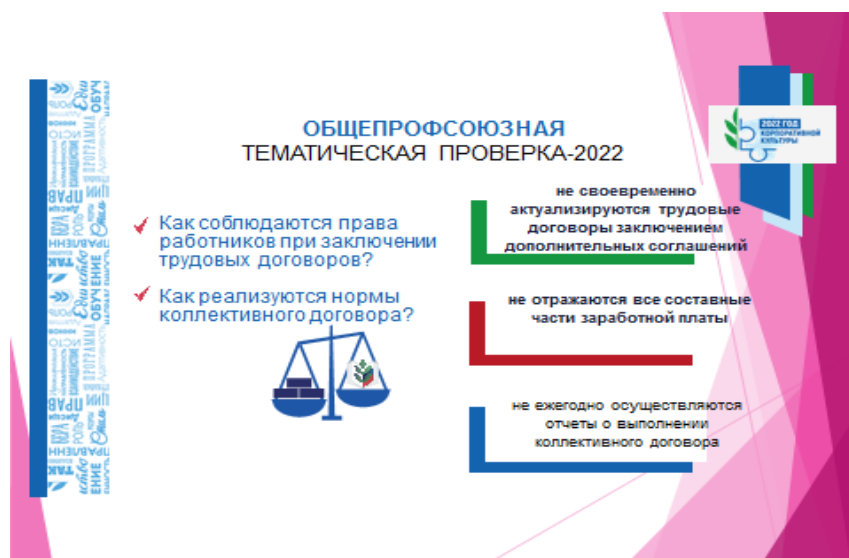 ОБЩЕПРОФСОЮЗНАЯ
ТЕМАТИЧЕСКАЯ ПРОВЕРКА-2022
2022 ГОД
КОРПОРАТИВНОЙ
КУЛЬТУРЫ
Как соблюдаются права
работников при заключении
трудовых договоров?
Как реализуются нормы
коллективного договора?
не своевременно
актуализируются трудовые
договоры заключением
дополнительных соглашений
не отражаются все составные
части заработной платы
не ежегодно осуществляются
отчеты о выполнении
коллективного договора